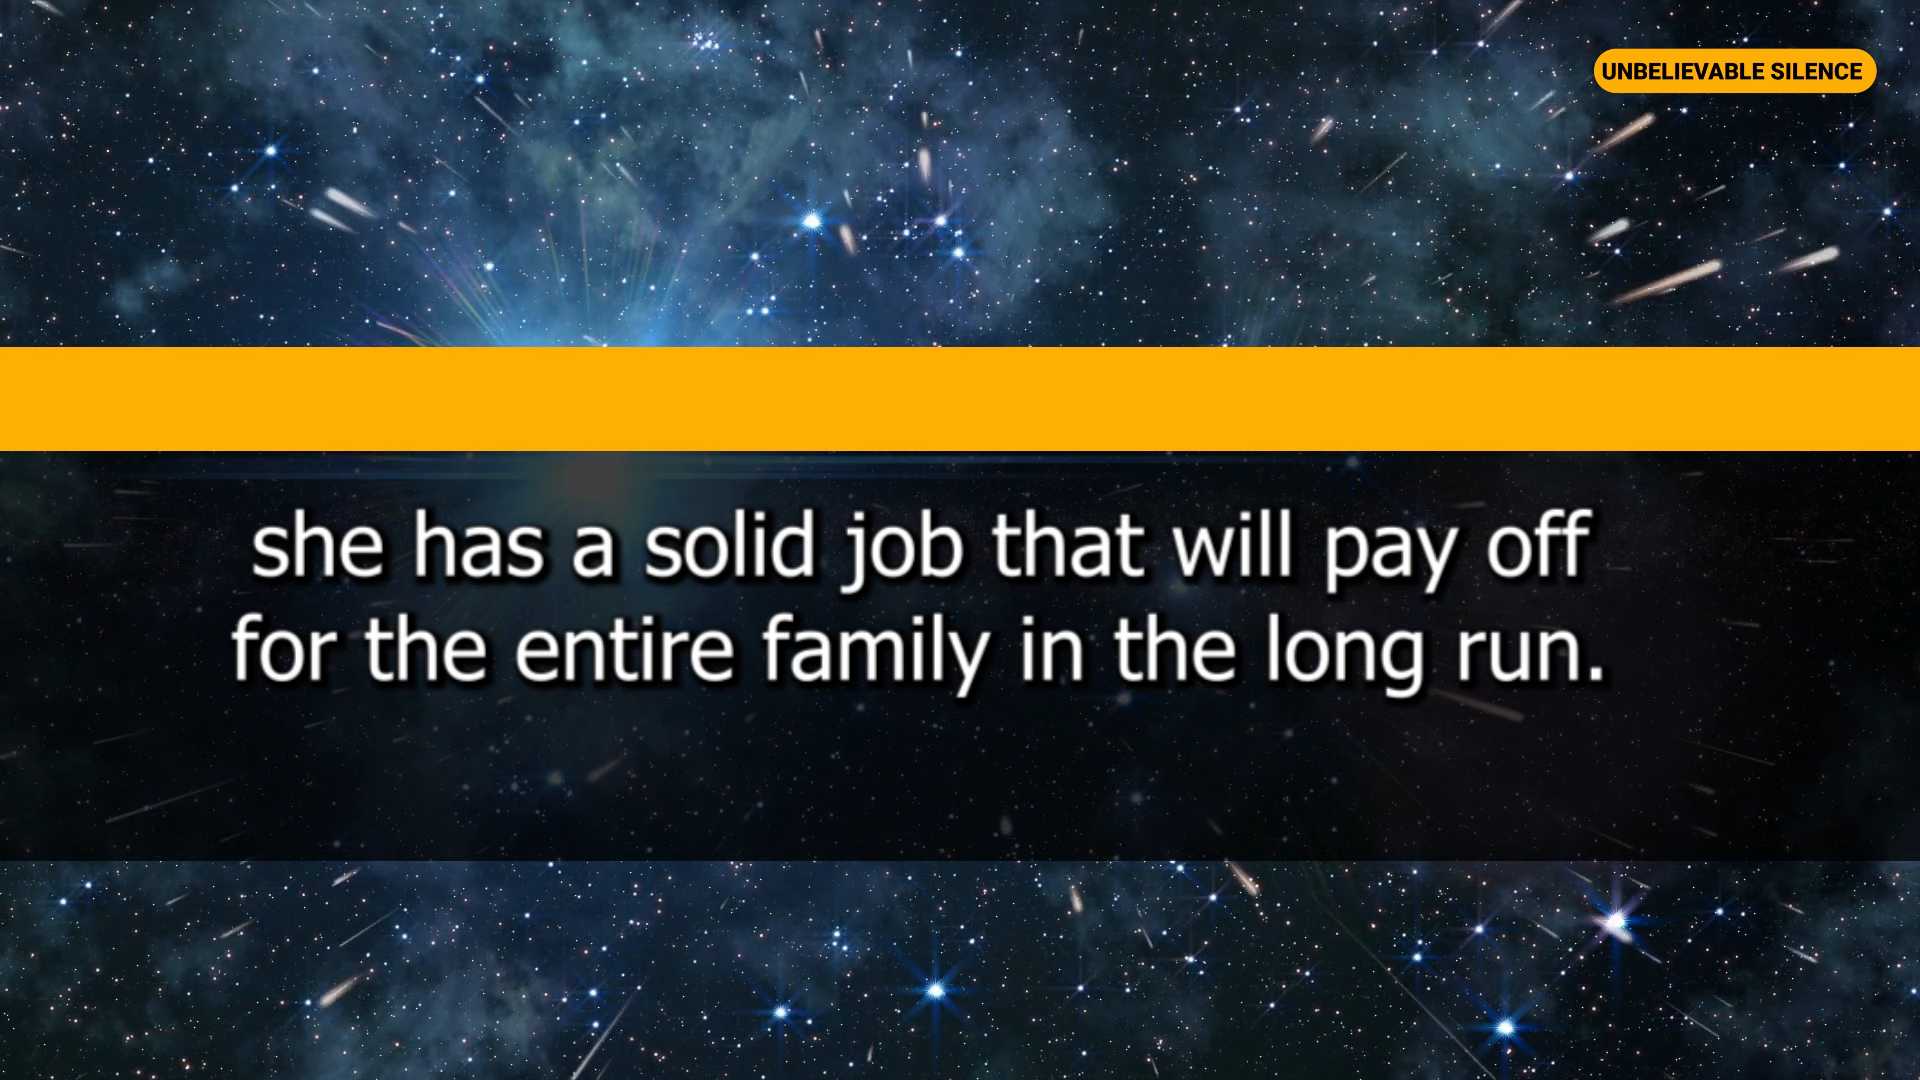 UNBELIEVABLE SILENCE
she has a solid job that will pay off
for the entire family in the long run.